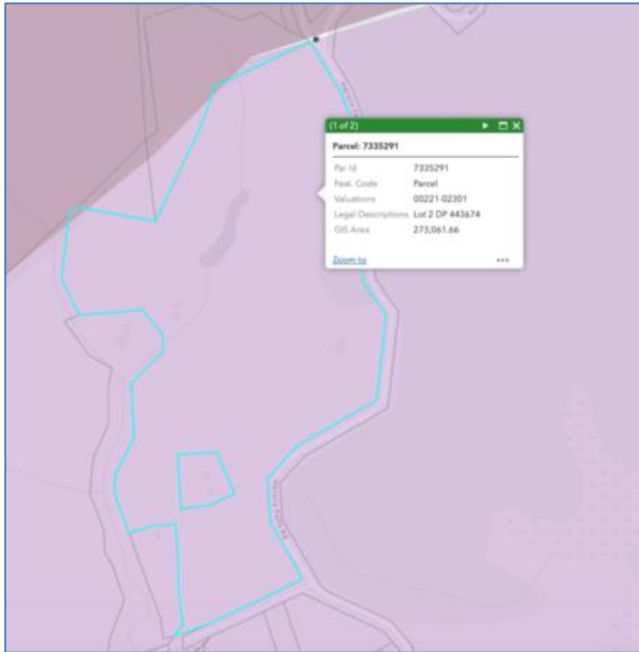 (1 of 2)
Parcel: 7335291
Par Id 7335291
Feat. Code Parcel
Valuations 00221-02301
Legal Descriptions Lot 2 DP 443674
GIS Area 273,061.66
Zoom to